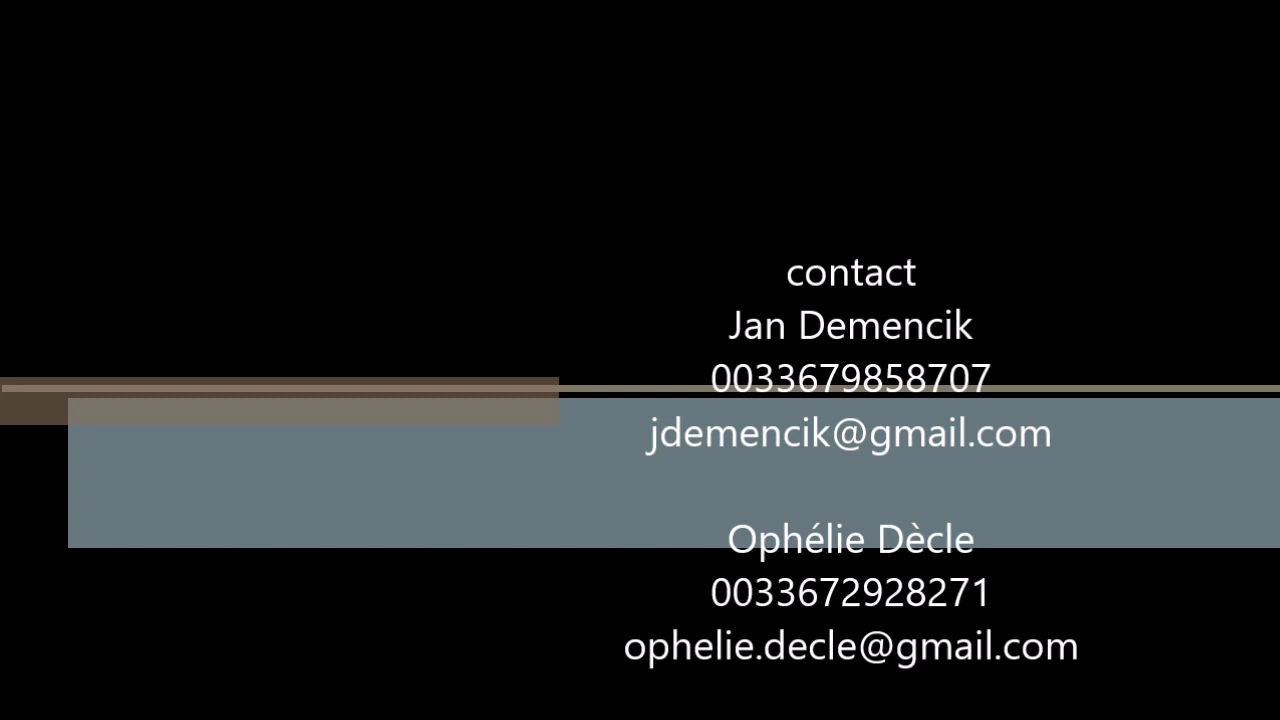 contact
Jan Demencik
0033679858707
jdemencik@gmail.com
Ophélie Dècle
0033672928271
ophelie.decle@gmail.com